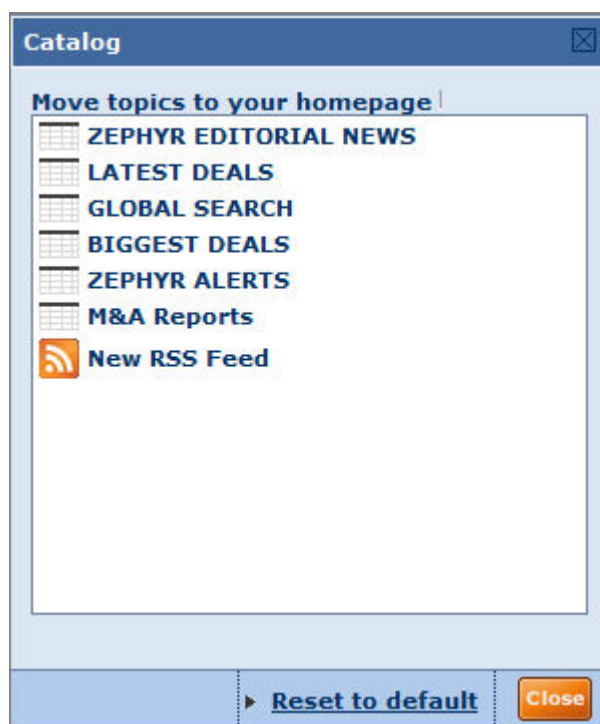 Catalog
Move topics to your homepage
ZEPHYR EDITORIAL NEWS
LATEST DEALS
GLOBAL SEARCH
BIGGEST DEALS
ZEPHYR ALERTS
M&A Reports
New RSS Feed
Reset to default
Close